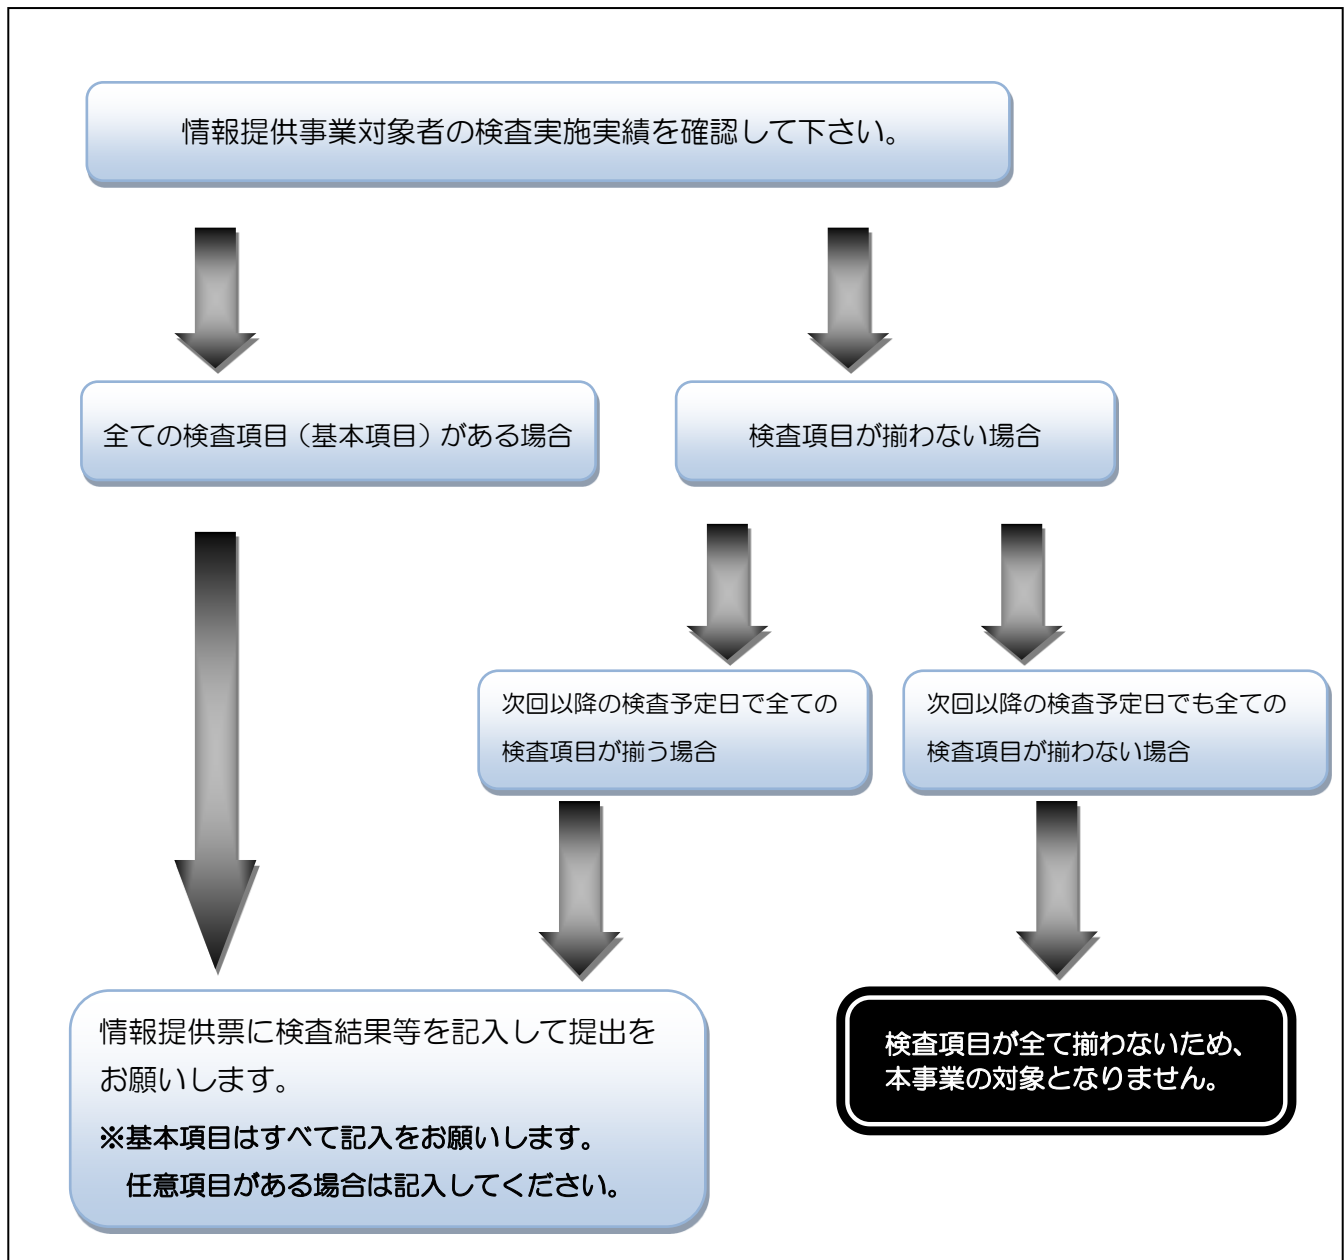 情報提供事業対象者の検査実施実績を確認して下さい。
全ての検査項目（基本項目）がある場合
検査項目が揃わない場合
次回以降の検査予定日で全ての
検査項目が揃う場合
次回以降の検査予定日でも全ての
検査項目が揃わない場合
情報提供票に検査結果等を記入して提出を
お願いします。
※基本項目はすべて記入をお願いします。
任意項目がある場合は記入してください。
検査項目が全て揃わないため、
本事業の対象となりません。